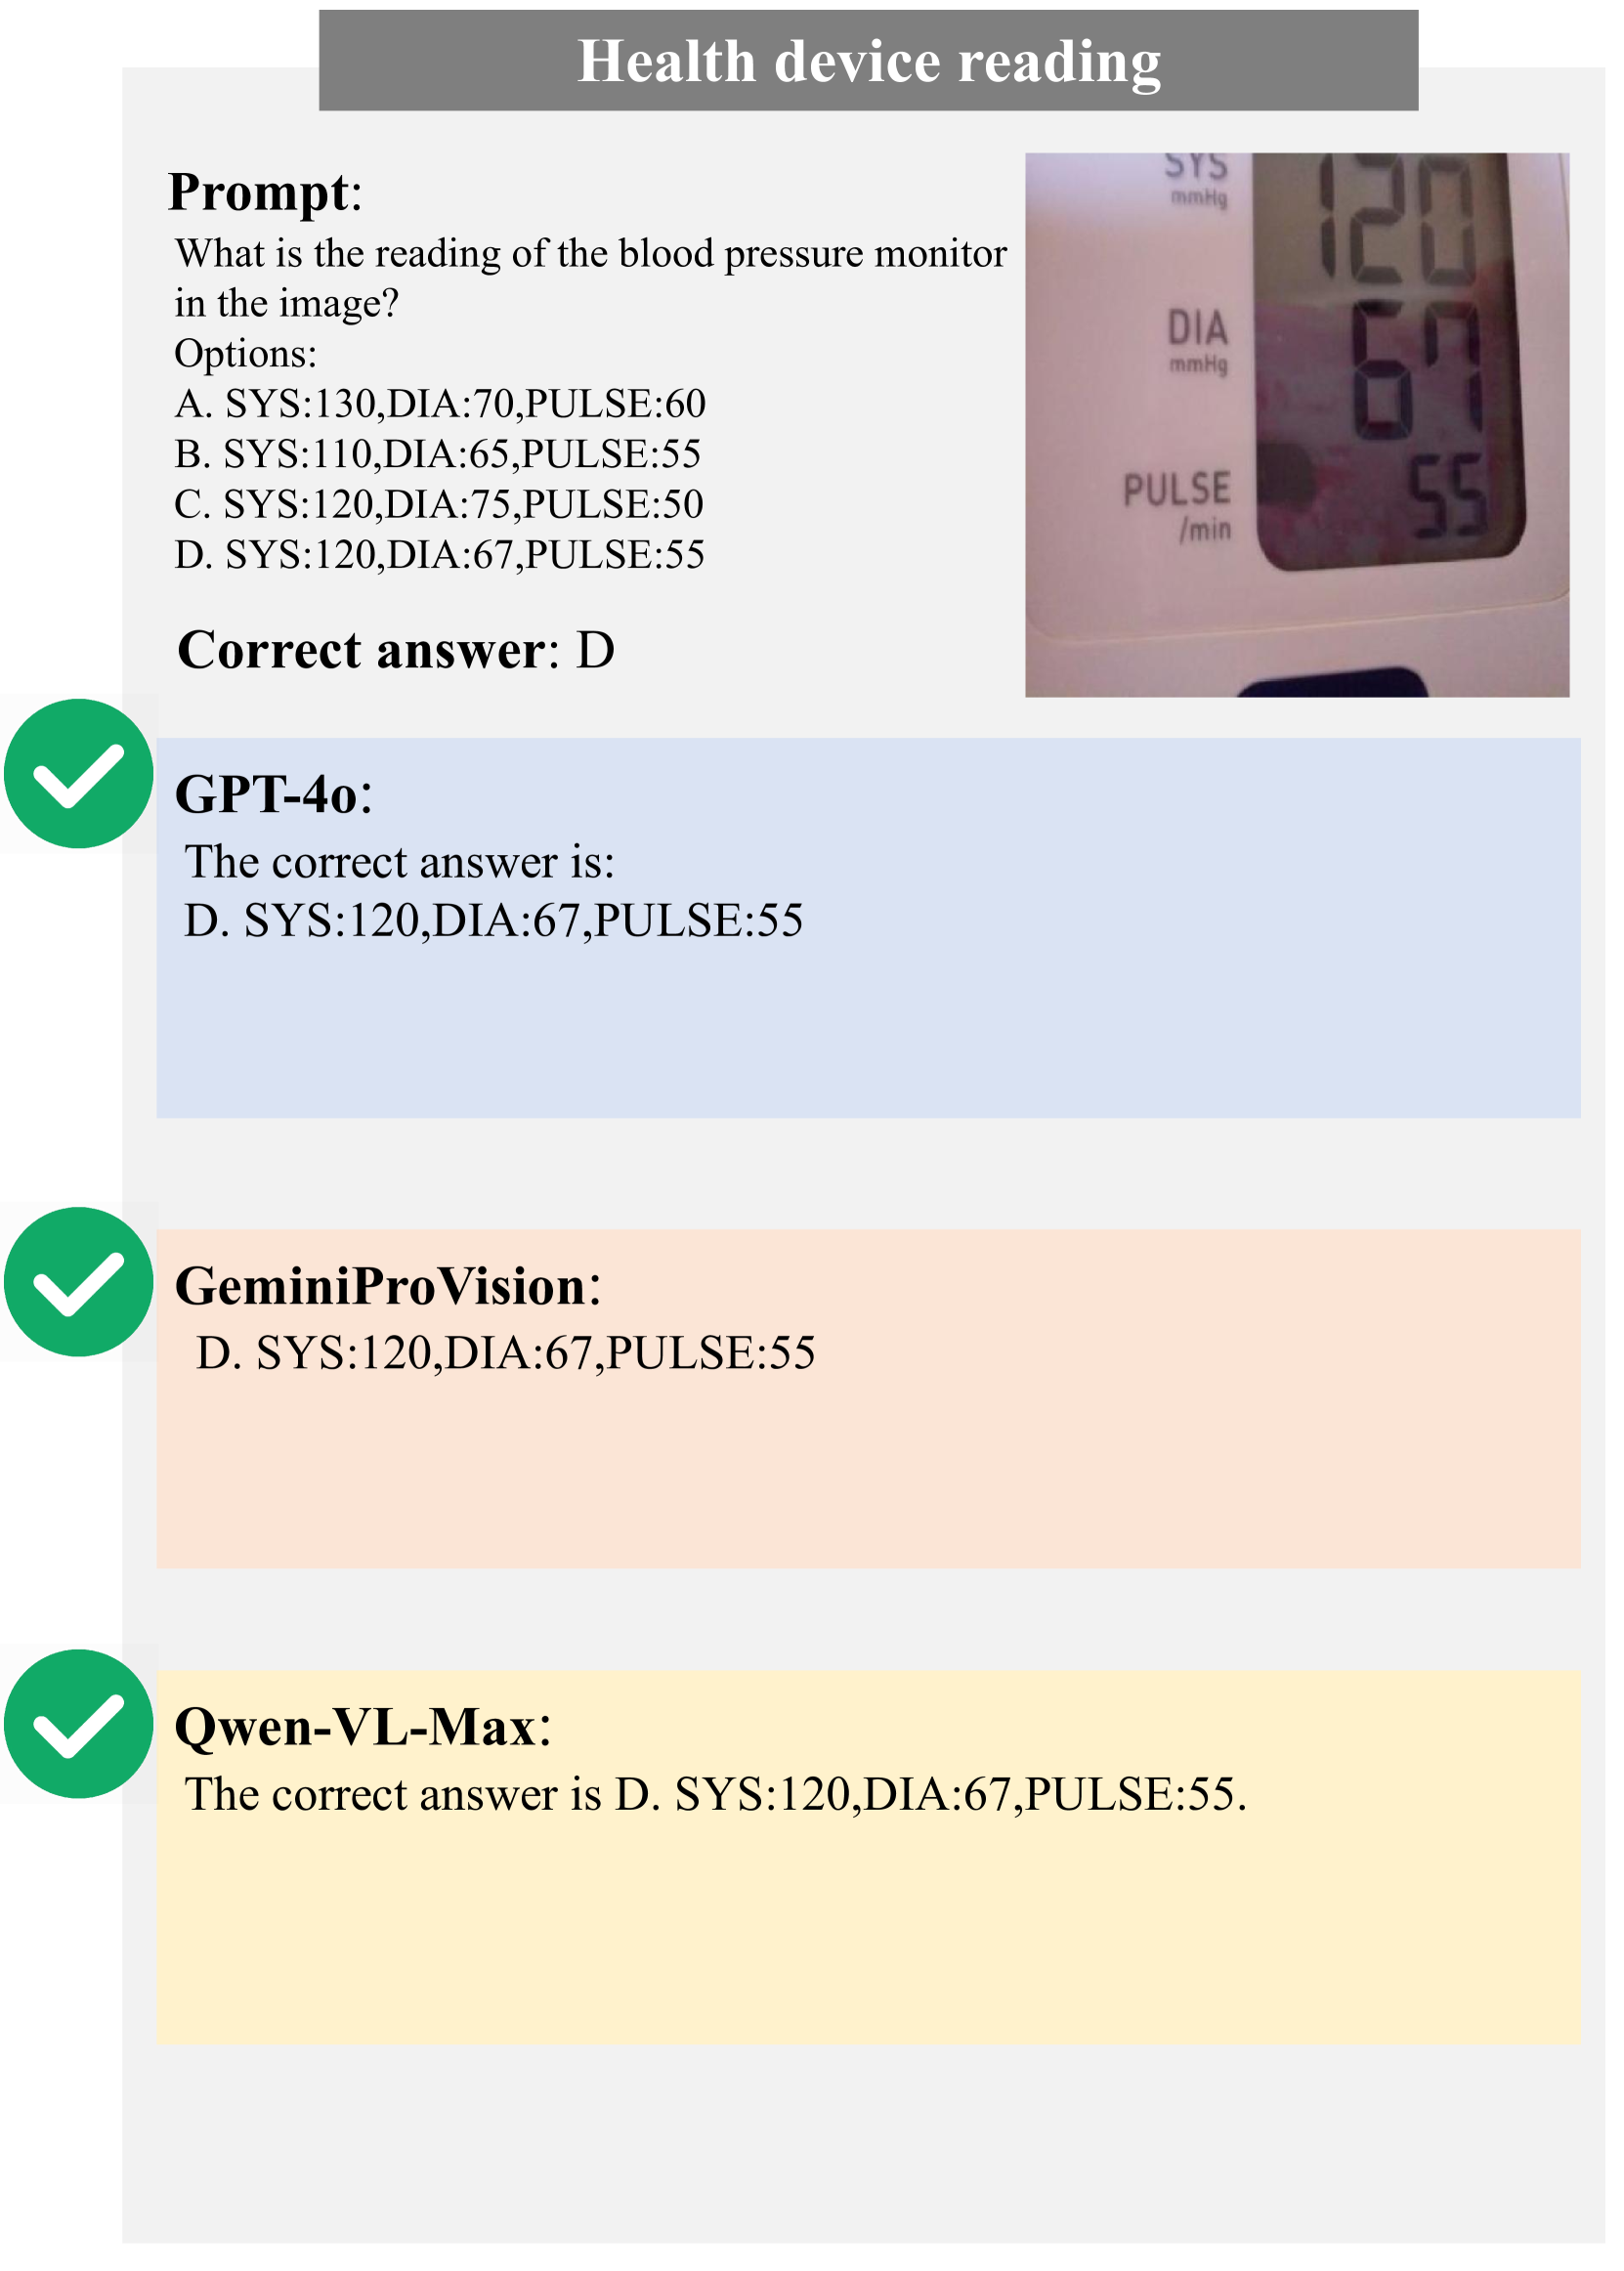 Health device reading
Prompt:
What is the reading of the blood pressure monitor
in the image?
Options:
A. SYS:130,DIA:70,PULSE:60
B. SYS:110,DIA:65,PULSE:55
C. SYS:120,DIA:75,PULSE:50
D. SYS:120,DIA:67,PULSE:55
Correct answer: D
SYS 120
mmHg
DIA 67
mmHg
PULSE 55
/min
GPT-4o:
The correct answer is:
D. SYS:120,DIA:67,PULSE:55
GeminiProVision:
D. SYS:120,DIA:67,PULSE:55
Qwen-VL-Max:
The correct answer is D. SYS:120,DIA:67,PULSE:55.